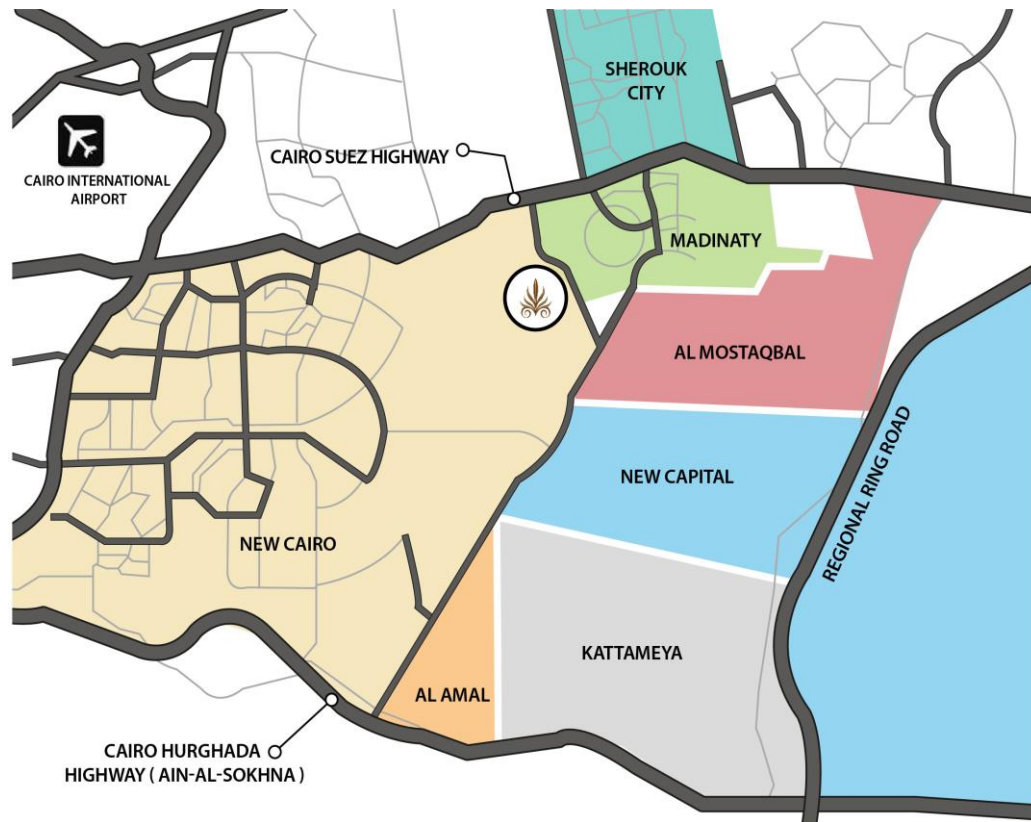 SHEROUK
CITY
CAIRO SUEZ HIGHWAY
CAIRO INTERNATIONAL
AIRPORT
MADINATY
AL MOSTAQBAL
NEW CAPITAL
REGIONAL RING ROAD
NEW CAIRO
KATTAMEYA
AL AMAL
CAIRO HURGHADA
HIGHWAY ( AIN-AL-SOKHNA )